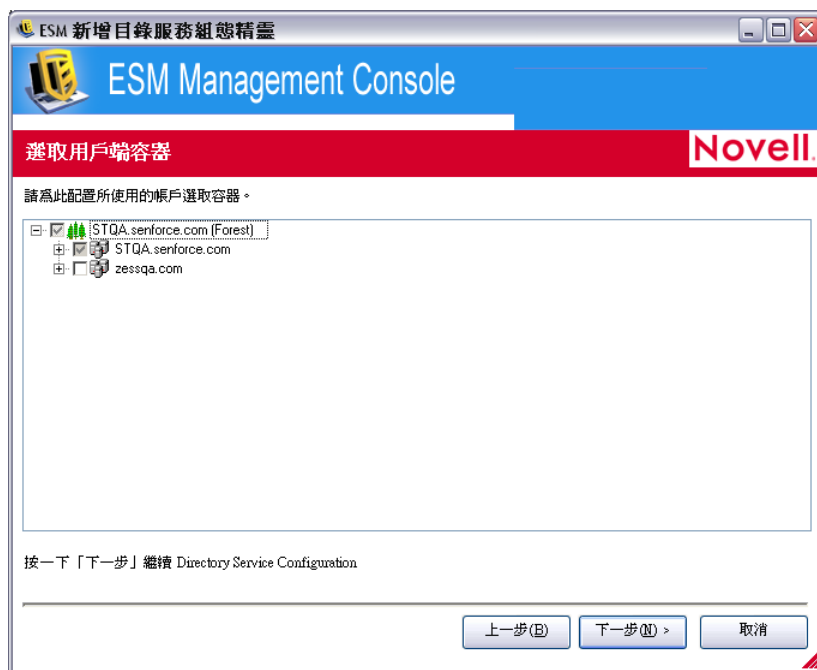 ESM 新增目錄服務組態精靈
ESM Management Console
選取用戶端容器
Novell.
請為此配置所使用的帳戶選取容器。
STQA.senforce.com (Forest)
STQA.senforce.com
zessqa.com
按一下「下一步」繼續 Directory Service Configuration
上一步(B)
下一步(N) >
取消